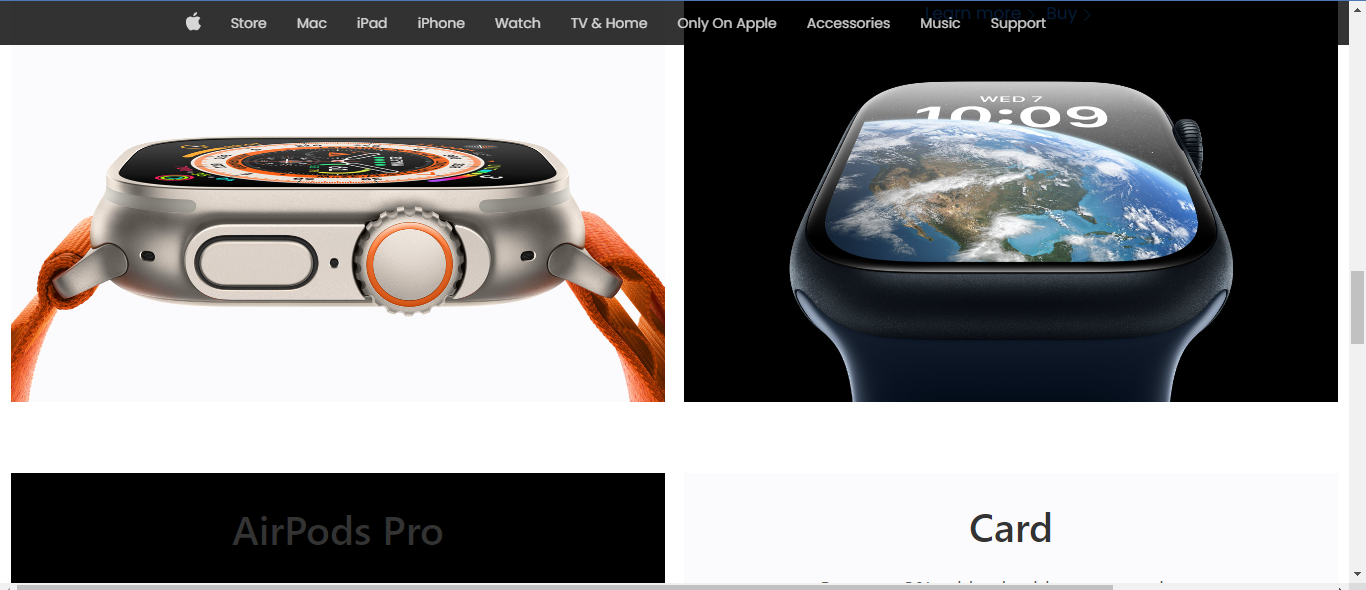 Store Mac iPad iPhone Watch TV & Home Only On Apple Accessories Music Support
Learn more > Buy >
WED 7
10:09
AirPods Pro
Card